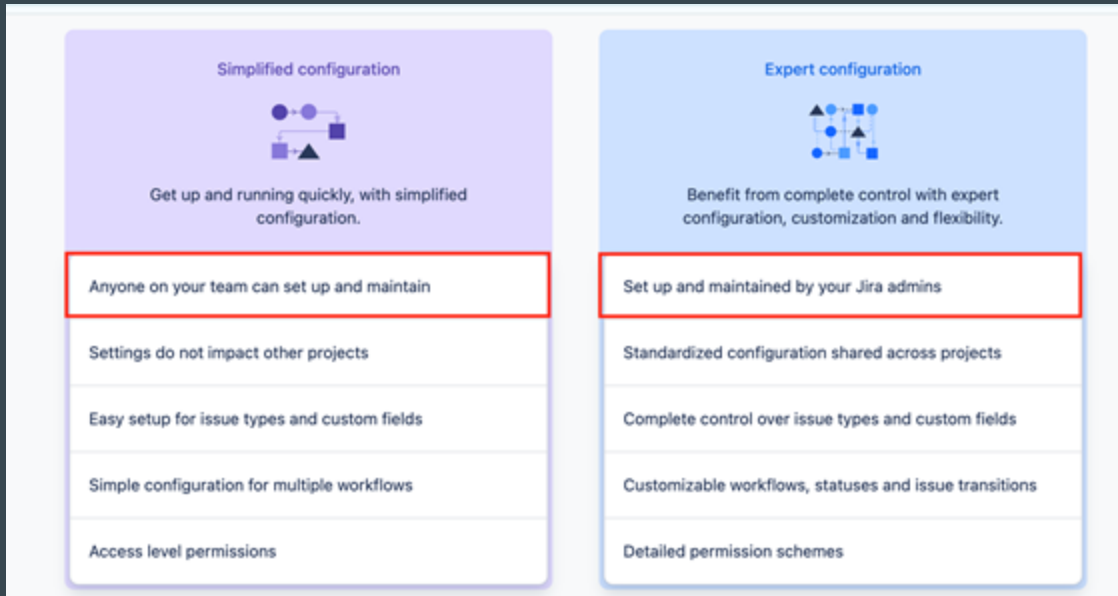 Simplified configuration
Get up and running quickly, with simplified
configuration.
Anyone on your team can set up and maintain
Settings do not impact other projects
Easy setup for issue types and custom fields
Simple configuration for multiple workflows
Access level permissions
Expert configuration
Benefit from complete control with expert
configuration, customization and flexibility.
Set up and maintained by your Jira admins
Standardized configuration shared across projects
Complete control over issue types and custom fields
Customizable workflows, statuses and issue transitions
Detailed permission schemes